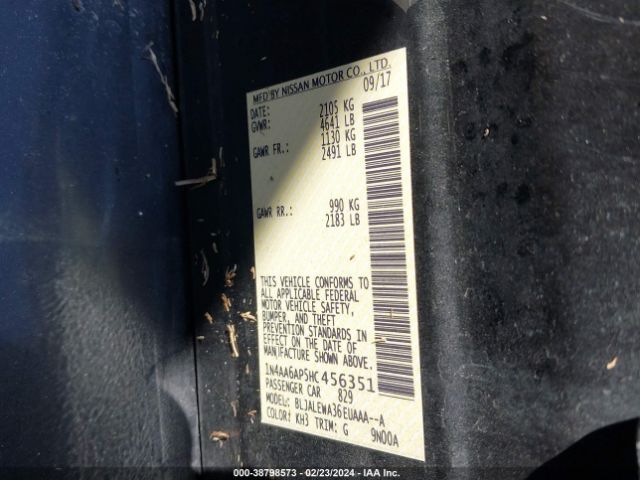 MFD BY NISSAN MOTOR CO., LTD.
DATE: 09/17
GVWR: 2105 KG
4641 LB
GAWR FR.: 1130 KG
2491 LB
GAWR RR.: 990 KG
2183 LB
THIS VEHICLE CONFORMS TO
ALL APPLICABLE FEDERAL
MOTOR VEHICLE SAFETY,
BUMPER, AND THEFT
PREVENTION STANDARDS IN
EFFECT ON THE DATE OF
MANUFACTURE SHOWN ABOVE.
1N4AA6AP5HC456351
PASSENGER CAR 829
MODEL: BLJALEWA36EUAAA--A
COLOR: KH3 TRIM: G 9N00A
000-38798573 - 02/23/2024 - IAA Inc.